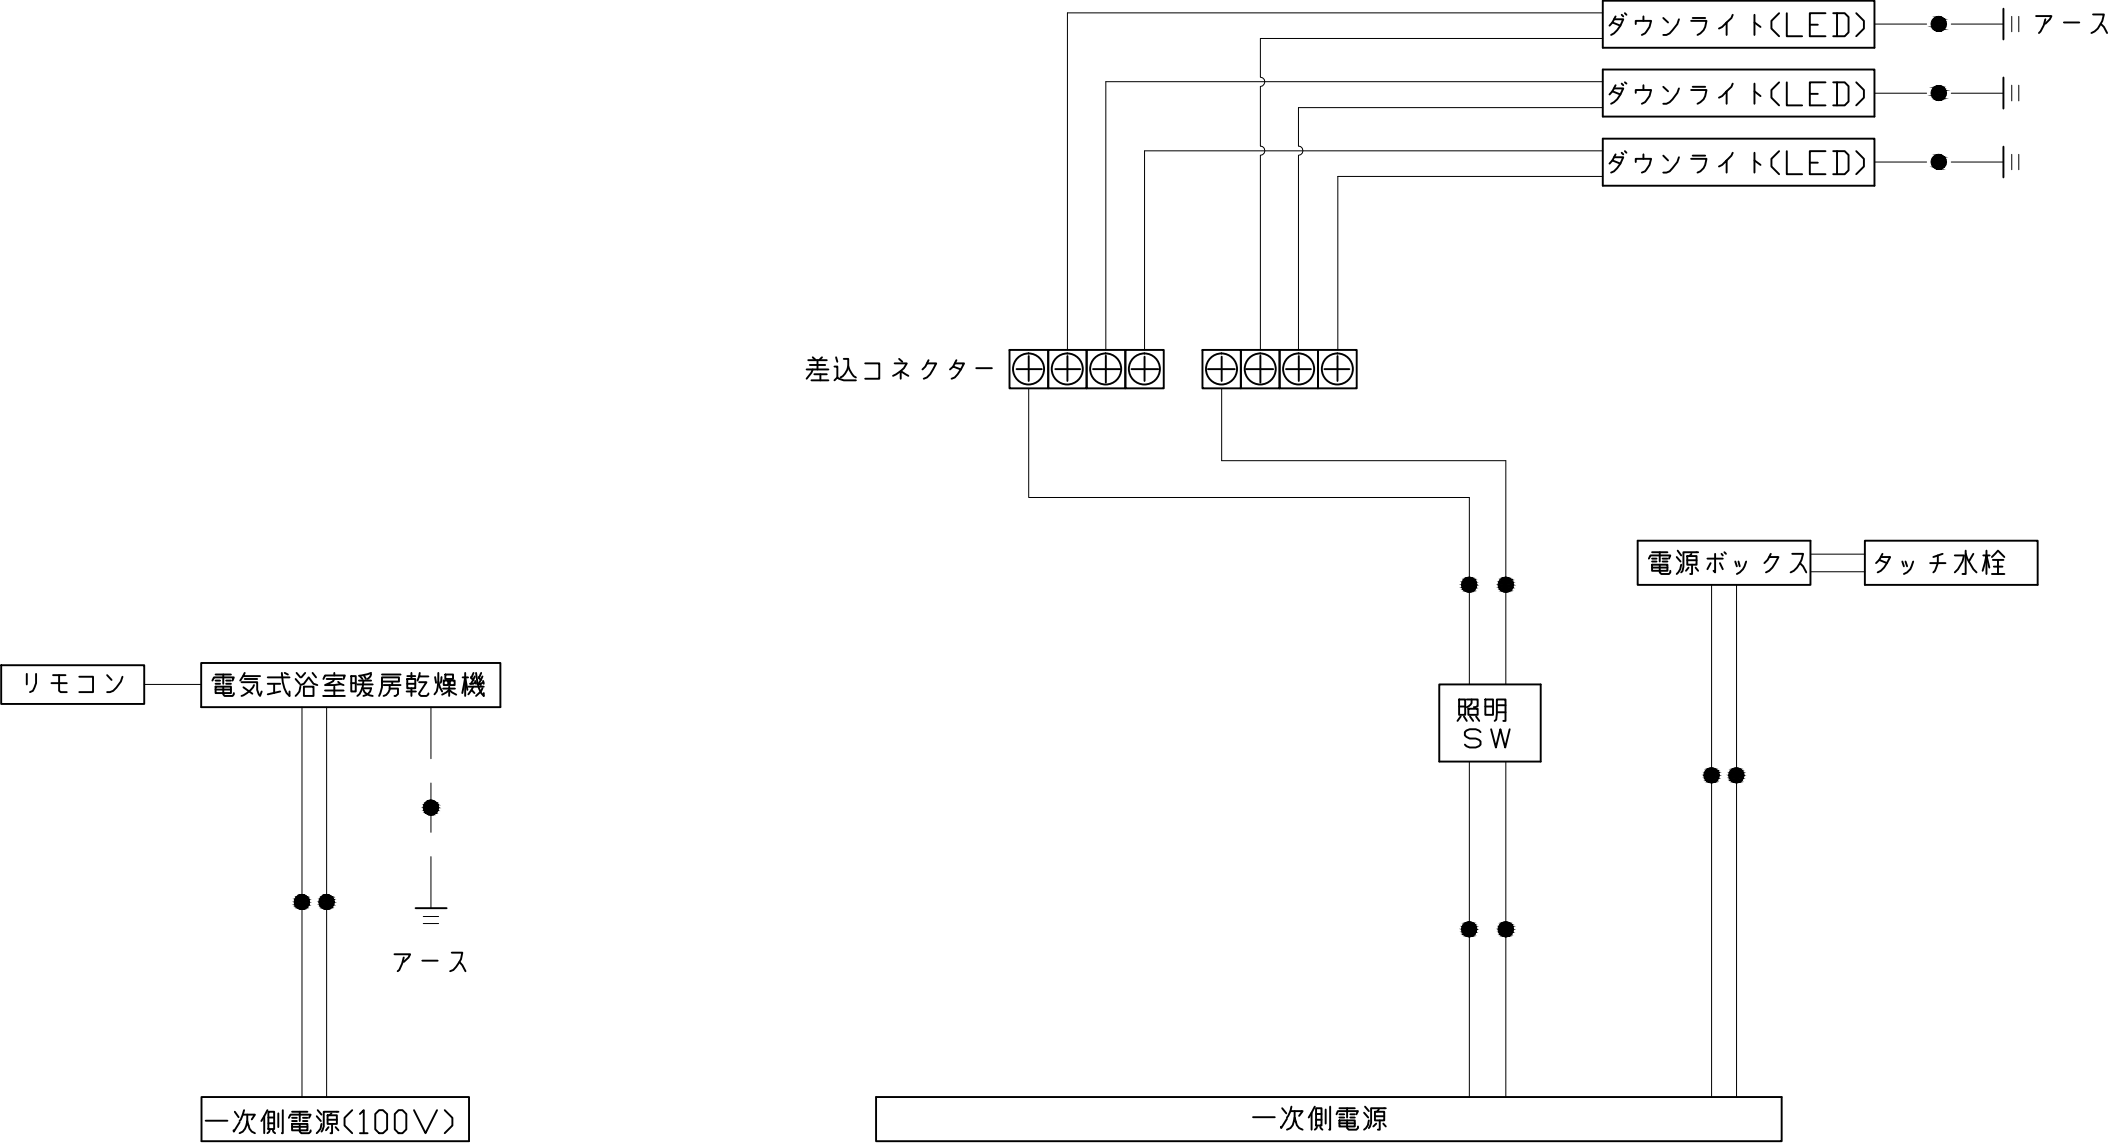 ダウンライト(LED) アース
ダウンライト(LED)
ダウンライト(LED)
差込コネクター
電源ボックス タッチ水栓
リモコン 電気式浴室暖房乾燥機
照明
SW
アース
一次側電源(100V) 一次側電源